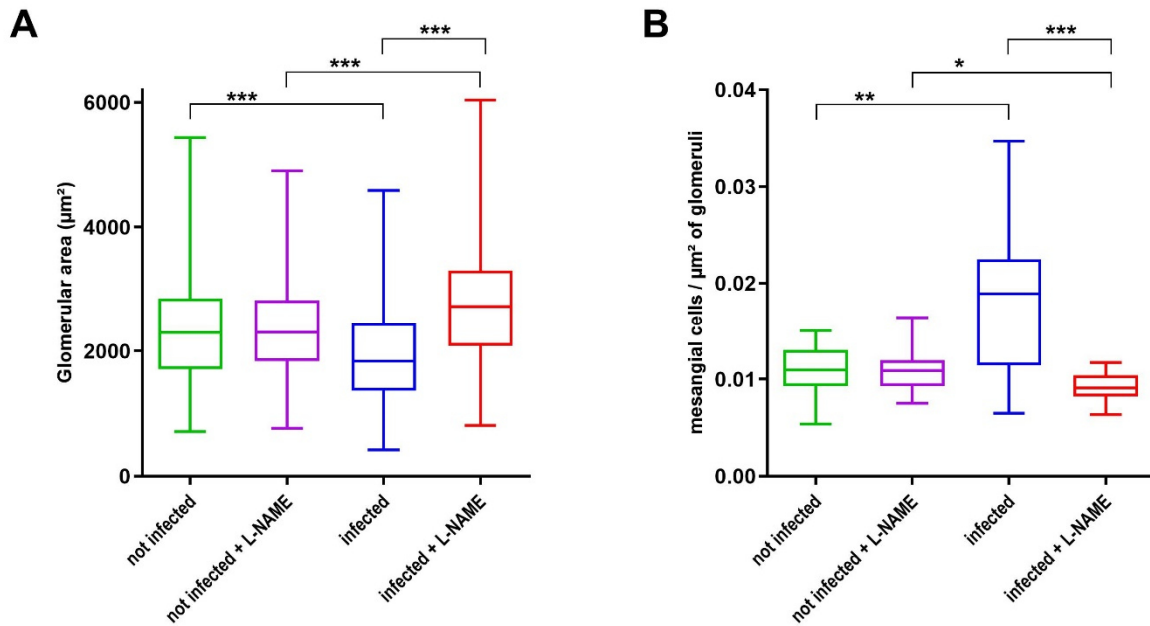 A
***
***
***
6000
4000
2000
0
Glomerular area (µm²)
not infected
not infected + L-NAME
infected
infected + L-NAME
B
***
*
**
0.04
0.03
0.02
0.01
0.00
mesangial cells / µm² of glomeruli
not infected
not infected + L-NAME
infected
infected + L-NAME